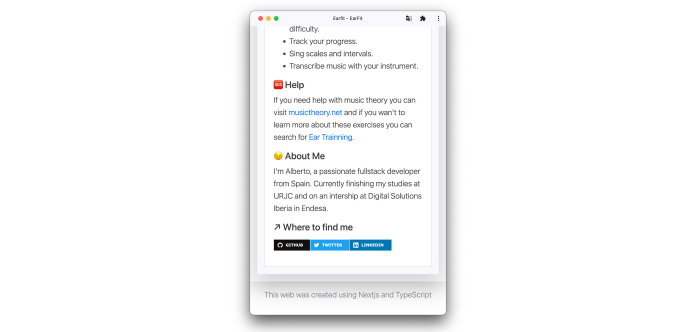 Earfit - EarFit
difficulty.
Track your progress.
Sing scales and intervals.
Transcribe music with your instrument.
🆘 Help
If you need help with music theory you can
visit musictheory.net and if you wan't to
learn more about these exercises you can
search for Ear Trainning.
😏 About Me
I'm Alberto, a passionate fullstack developer
from Spain. Currently finishing my studies at
URJC and on an intership at Digital Solutions
Iberia in Endesa.
↗ Where to find me
GITHUB TWITTER LINKEDIN
This web was created using Nextjs and TypeScript